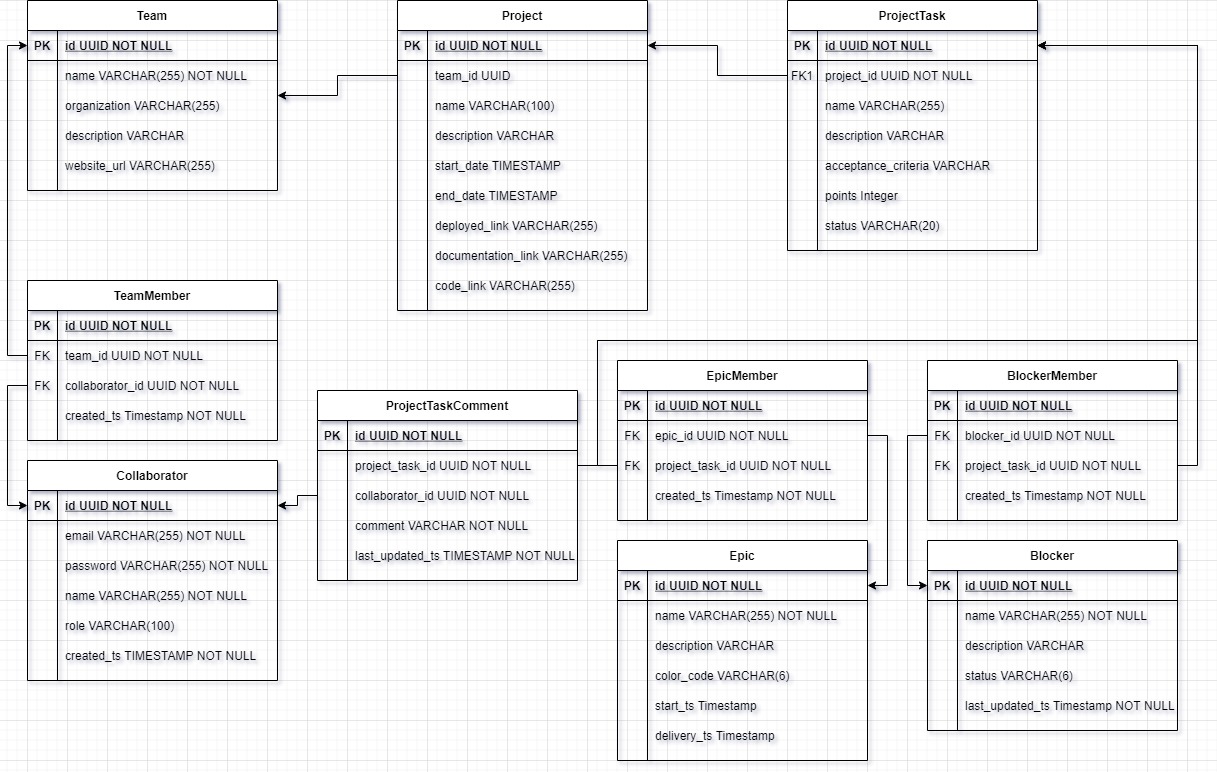 Team
PK id UUID NOT NULL
name VARCHAR(255) NOT NULL
organization VARCHAR(255)
description VARCHAR
website_url VARCHAR(255)
Project
PK id UUID NOT NULL
team_id UUID
name VARCHAR(100)
description VARCHAR
start_date TIMESTAMP
end_date TIMESTAMP
deployed_link VARCHAR(255)
documentation_link VARCHAR(255)
code_link VARCHAR(255)
ProjectTask
PK id UUID NOT NULL
FK1 project_id UUID NOT NULL
name VARCHAR(255)
description VARCHAR
acceptance_criteria VARCHAR
points Integer
status VARCHAR(20)
TeamMember
PK id UUID NOT NULL
FK team_id UUID NOT NULL
FK collaborator_id UUID NOT NULL
created_ts Timestamp NOT NULL
Collaborator
PK id UUID NOT NULL
email VARCHAR(255) NOT NULL
password VARCHAR(255) NOT NULL
name VARCHAR(255) NOT NULL
role VARCHAR(100)
created_ts TIMESTAMP NOT NULL
ProjectTaskComment
PK id UUID NOT NULL
project_task_id UUID NOT NULL
collaborator_id UUID NOT NULL
comment VARCHAR NOT NULL
last_updated_ts TIMESTAMP NOT NULL
EpicMember
PK id UUID NOT NULL
FK epic_id UUID NOT NULL
FK project_task_id UUID NOT NULL
created_ts Timestamp NOT NULL
Epic
PK id UUID NOT NULL
name VARCHAR(255) NOT NULL
description VARCHAR
color_code VARCHAR(6)
start_ts Timestamp
delivery_ts Timestamp
BlockerMember
PK id UUID NOT NULL
FK blocker_id UUID NOT NULL
FK project_task_id UUID NOT NULL
created_ts Timestamp NOT NULL
Blocker
PK id UUID NOT NULL
name VARCHAR(255) NOT NULL
description VARCHAR
status VARCHAR(6)
last_updated_ts Timestamp NOT NULL